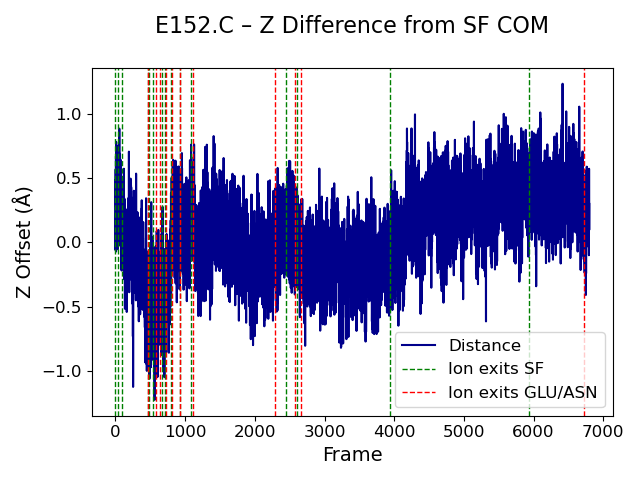 E152.C – Z Difference from SF COM
Z Offset (Å)
1.0
0.5
0.0
−0.5
−1.0
Distance
Ion exits SF
Ion exits GLU/ASN
0 1000 2000 3000 4000 5000 6000 7000
Frame